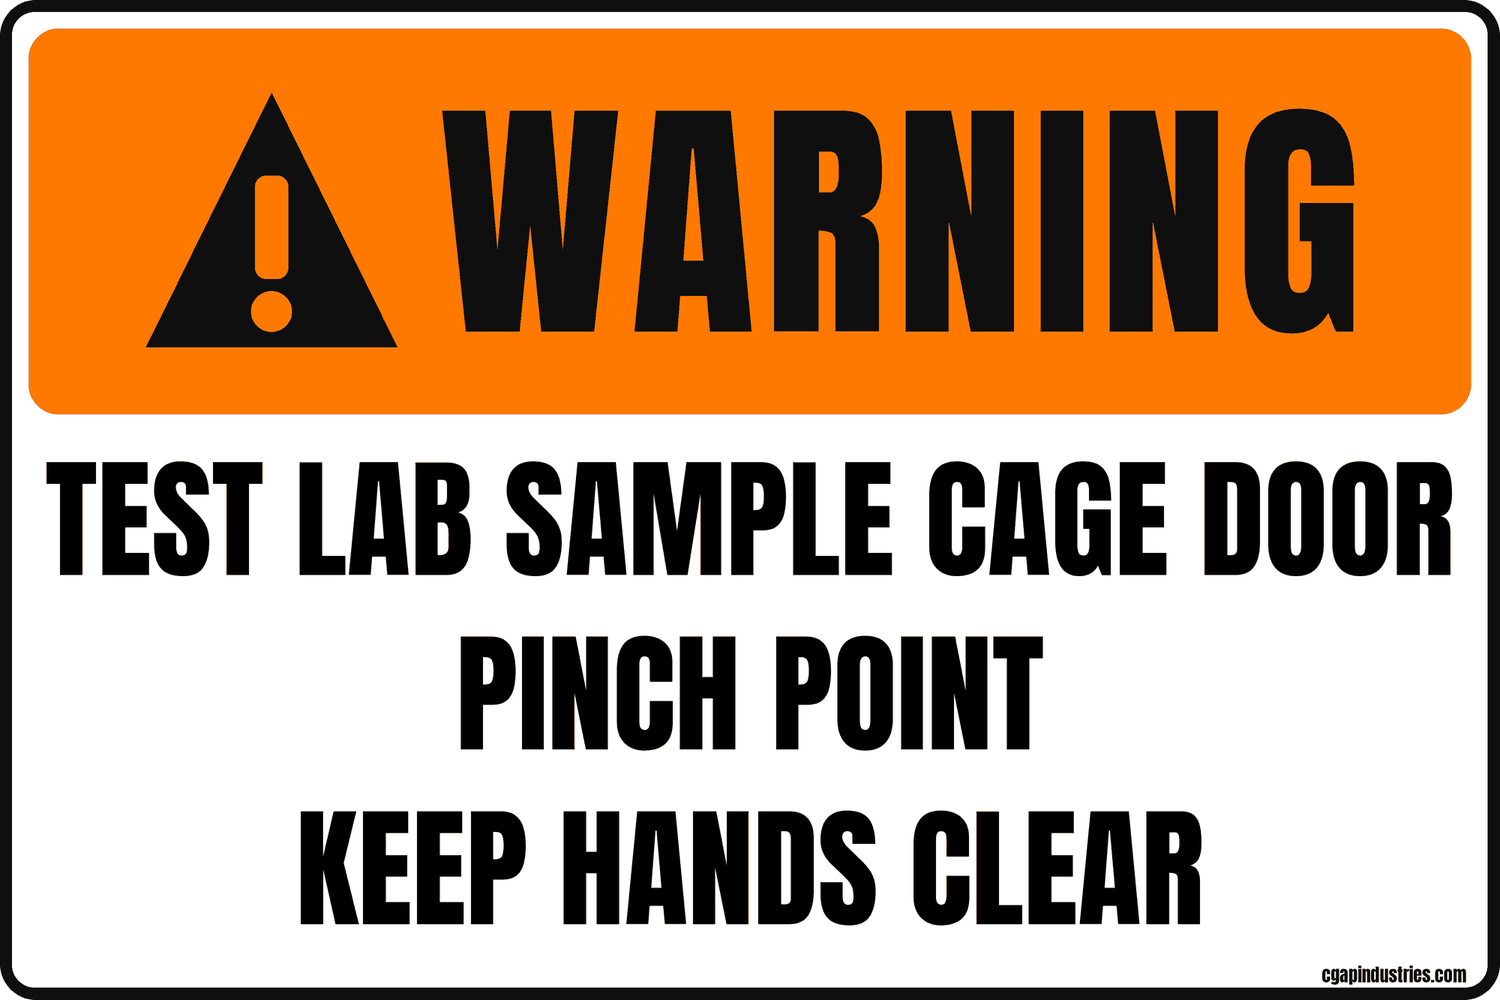 WARNING
TEST LAB SAMPLE CAGE DOOR
PINCH POINT
KEEP HANDS CLEAR
cgapindustries.com